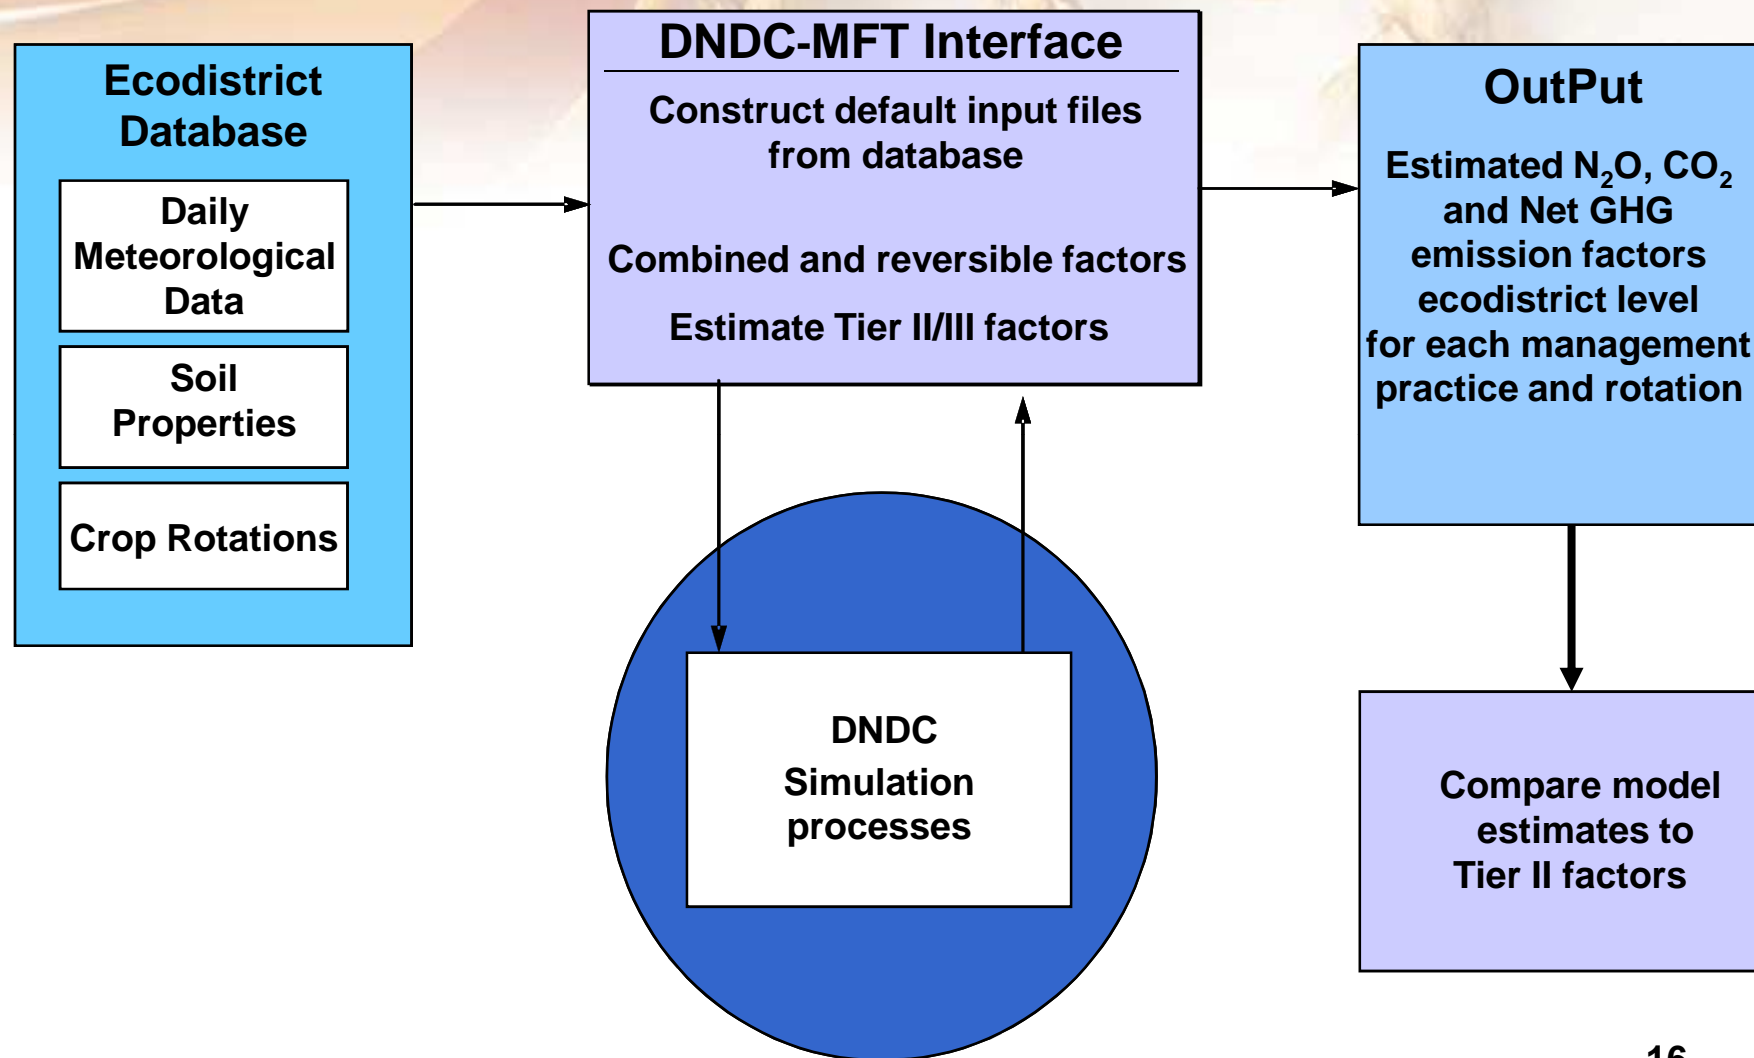 Ecodistrict
Database
Daily
Meteorological
Data
Soil
Properties
Crop Rotations
DNDC-MFT Interface
Construct default input files
from database
Combined and reversible factors
Estimate Tier II/III factors
DNDC
Simulation
processes
OutPut
Estimated N₂O, CO₂
and Net GHG
emission factors
ecodistrict level
for each management
practice and rotation
Compare model
estimates to
Tier II factors
16